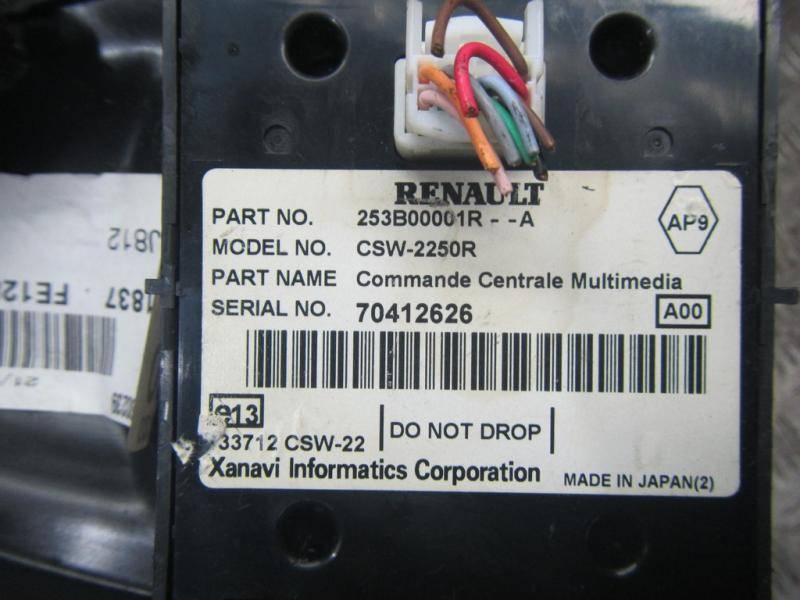 RENAULT
PART NO. 253B00001R - -A
AP9
MODEL NO. CSW-2250R
PART NAME Commande Centrale Multimedia
SERIAL NO. 70412626
A00
e13
33712 CSW-22
DO NOT DROP
Xanavi Informatics Corporation
MADE IN JAPAN(2)
J812
1837 FE12